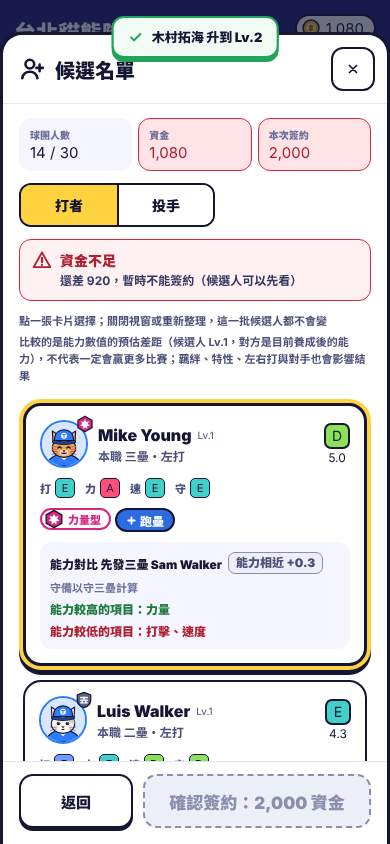 1,080
木村拓海 升到 Lv.2
候選名單
球團人數
14 / 30
資金
1,080
本次簽約
2,000
打者
投手
資金不足
還差 920，暫時不能簽約（候選人可以先看）
點一張卡片選擇；關閉視窗或重新整理，這一批候選人都不會變
比較的是能力數值的預估差距（候選人 Lv.1，對方是目前養成後的能
力），不代表一定會贏更多比賽；羈絆、特性、左右打與對手也會影響結
果
Mike Young Lv.1
本職 三壘・左打
D
5.0
打 E 力 A 速 E 守 E
力量型
跑壘
能力對比 先發三壘 Sam Walker 能力相近 +0.3
守備以守三壘計算
能力較高的項目：力量
能力較低的項目：打擊、速度
Luis Walker Lv.1
本職 二壘・左打
E
4.3
返回
確認簽約：2,000 資金